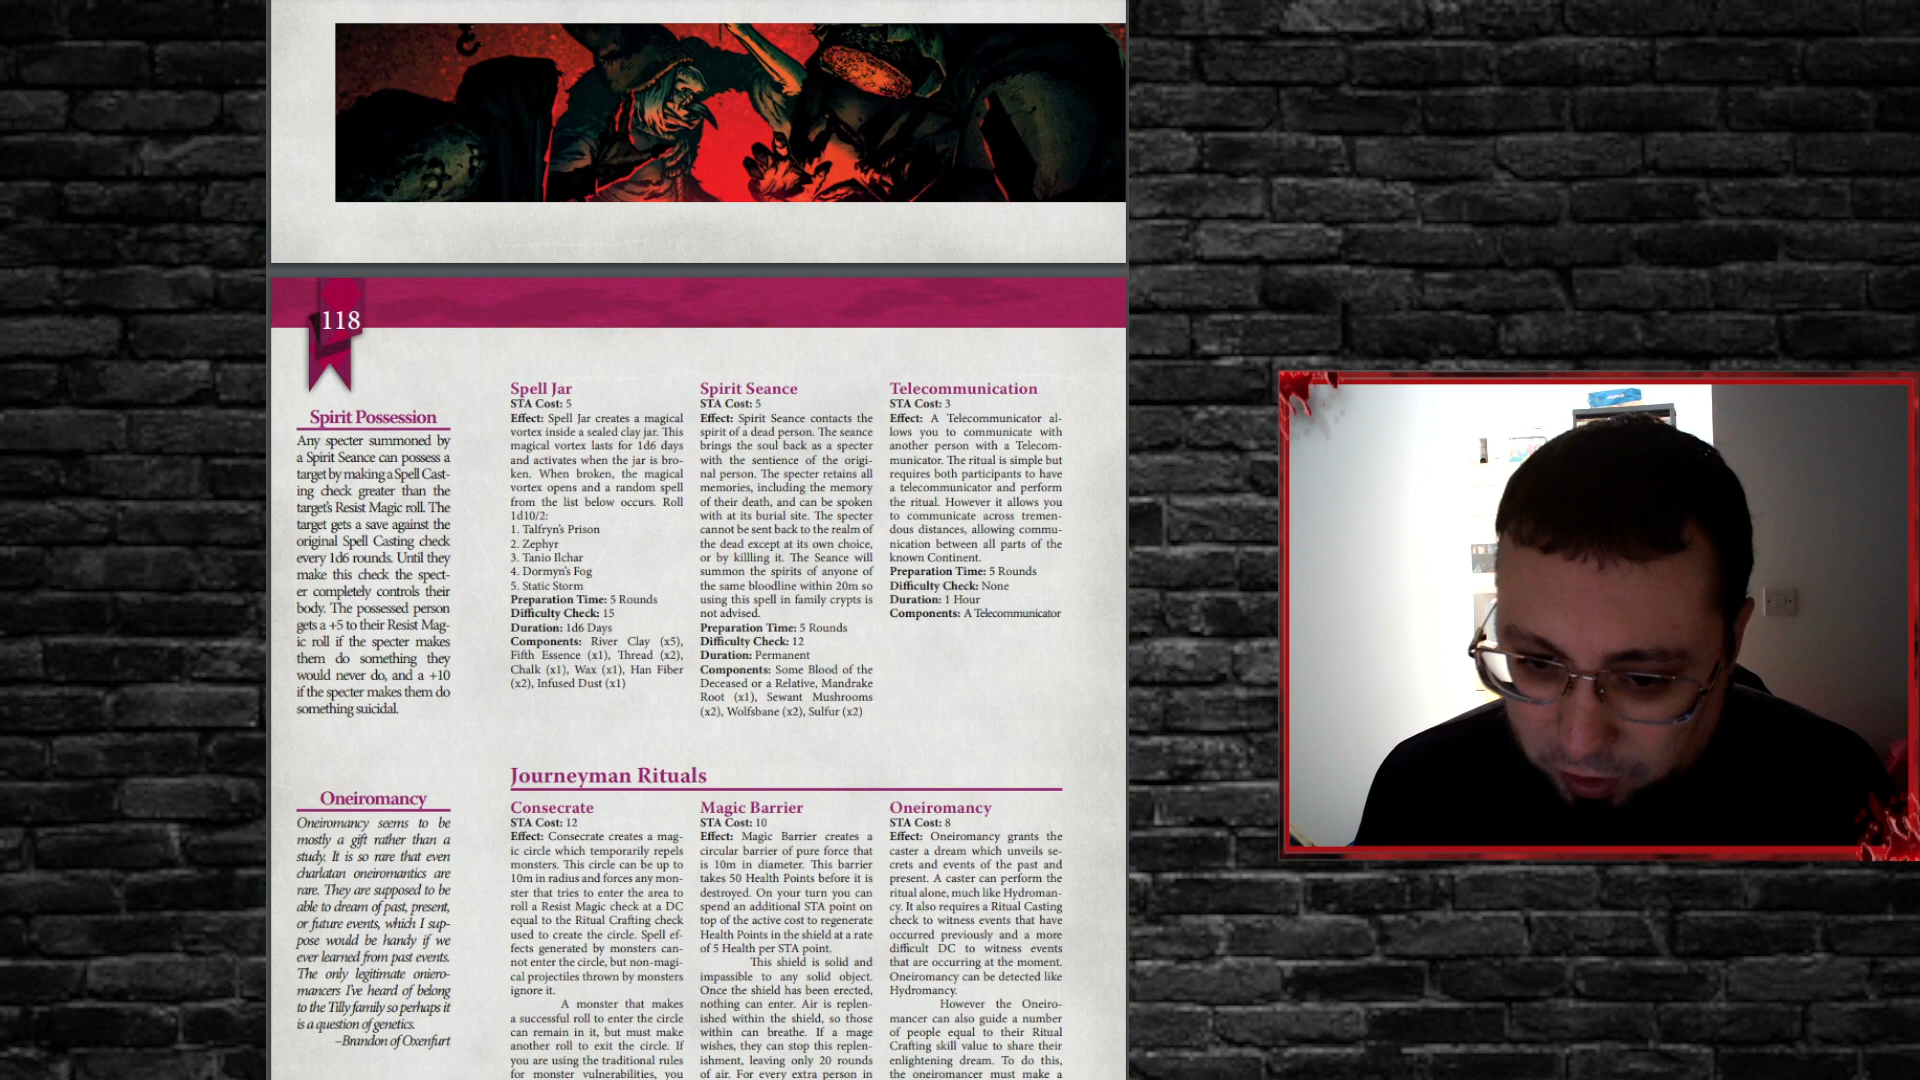 118
Spirit Possession
Any specter summoned by
a Spirit Seance can possess a
target by making a Spell Cast-
ing check greater than the
target's Resist Magic roll. The
target gets a save against the
original Spell Casting check
every 1d6 rounds. Until they
make this check the spect-
er completely controls their
body. The possessed person
gets a +5 to their Resist Mag-
ic roll if the specter makes
them do something they
would never do, and a +10
if the specter makes them do
something suicidal.
Oneiromancy
Oneiromancy seems to be
mostly a gift rather than a
study. It is so rare that even
charlatan oneiromantics are
rare. They are supposed to be
able to dream of past, present,
or future events, which I sup-
pose would be handy if we
ever learned from past events.
The only legitimate oniero-
mancers I've heard of belong
to the Tilly family so perhaps it
is a question of genetics.
–Brandon of Oxenfurt
Spell Jar
STA Cost: 5
Effect: Spell Jar creates a magical
vortex inside a sealed clay jar. This
magical vortex lasts for 1d6 days
and activates when the jar is bro-
ken. When broken, the magical
vortex opens and a random spell
from the list below occurs. Roll
1d10/2:
1. Talfryn's Prison
2. Zephyr
3. Tanio Ilchar
4. Dormyn's Fog
5. Static Storm
Preparation Time: 5 Rounds
Difficulty Check: 15
Duration: 1d6 Days
Components: River Clay (x5),
Fifth Essence (x1), Thread (x2),
Chalk (x1), Wax (x1), Han Fiber
(x2), Infused Dust (x1)
Spirit Seance
STA Cost: 5
Effect: Spirit Seance contacts the
spirit of a dead person. The seance
brings the soul back as a specter
with the sentience of the origi-
nal person. The specter retains all
memories, including the memory
of their death, and can be spoken
with at its burial site. The specter
cannot be sent back to the realm of
the dead except at its own choice,
or by killling it. The Seance will
summon the spirits of anyone of
the same bloodline within 20m so
using this spell in family crypts is
not advised.
Preparation Time: 5 Rounds
Difficulty Check: 12
Duration: Permanent
Components: Some Blood of the
Deceased or a Relative, Mandrake
Root (x1), Sewant Mushrooms
(x2), Wolfsbane (x2), Sulfur (x2)
Telecommunication
STA Cost: 3
Effect: A Telecommunicator al-
lows you to communicate with
another person with a Telecom-
municator. The ritual is simple but
requires both participants to have
a telecommunicator and perform
the ritual. However it allows you
to communicate across tremen-
dous distances, allowing commu-
nication between all parts of the
known Continent.
Preparation Time: 5 Rounds
Difficulty Check: None
Duration: 1 Hour
Components: A Telecommunicator
Journeyman Rituals
Consecrate
STA Cost: 12
Effect: Consecrate creates a mag-
ic circle which temporarily repels
monsters. This circle can be up to
10m in radius and forces any mon-
ster that tries to enter the area to
roll a Resist Magic check at a DC
equal to the Ritual Crafting check
used to create the circle. Spell ef-
fects generated by monsters can-
not enter the circle, but non-magi-
cal projectiles thrown by monsters
ignore it.
A monster that makes
a successful roll to enter the circle
can remain in it, but must make
another roll to exit the circle. If
you are using the traditional rules
for monster vulnerabilities, you
Magic Barrier
STA Cost: 10
Effect: Magic Barrier creates a
circular barrier of pure force that
is 10m in diameter. This barrier
takes 50 Health Points before it is
destroyed. On your turn you can
spend an additional STA point on
top of the active cost to regenerate
Health Points in the shield at a rate
of 5 Health per STA point.
This shield is solid and
impassible to any solid object.
Once the shield has been erected,
nothing can enter. Air is replen-
ished within the shield, so those
within can breathe. If a mage
wishes, they can stop this replen-
ishment, leaving only 20 rounds
of air. For every extra person in
Oneiromancy
STA Cost: 8
Effect: Oneiromancy grants the
caster a dream which unveils se-
crets and events of the past and
present. A caster can perform the
ritual alone, much like Hydroman-
cy. It also requires a Ritual Casting
check to witness events that have
occurred previously and a more
difficult DC to witness events
that are occurring at the moment.
Oneiromancy can be detected like
Hydromancy.
However the Oneiro-
mancer can also guide a number
of people equal to their Ritual
Crafting skill value to share their
enlightening dream. To do this,
the oneiromancer must make a